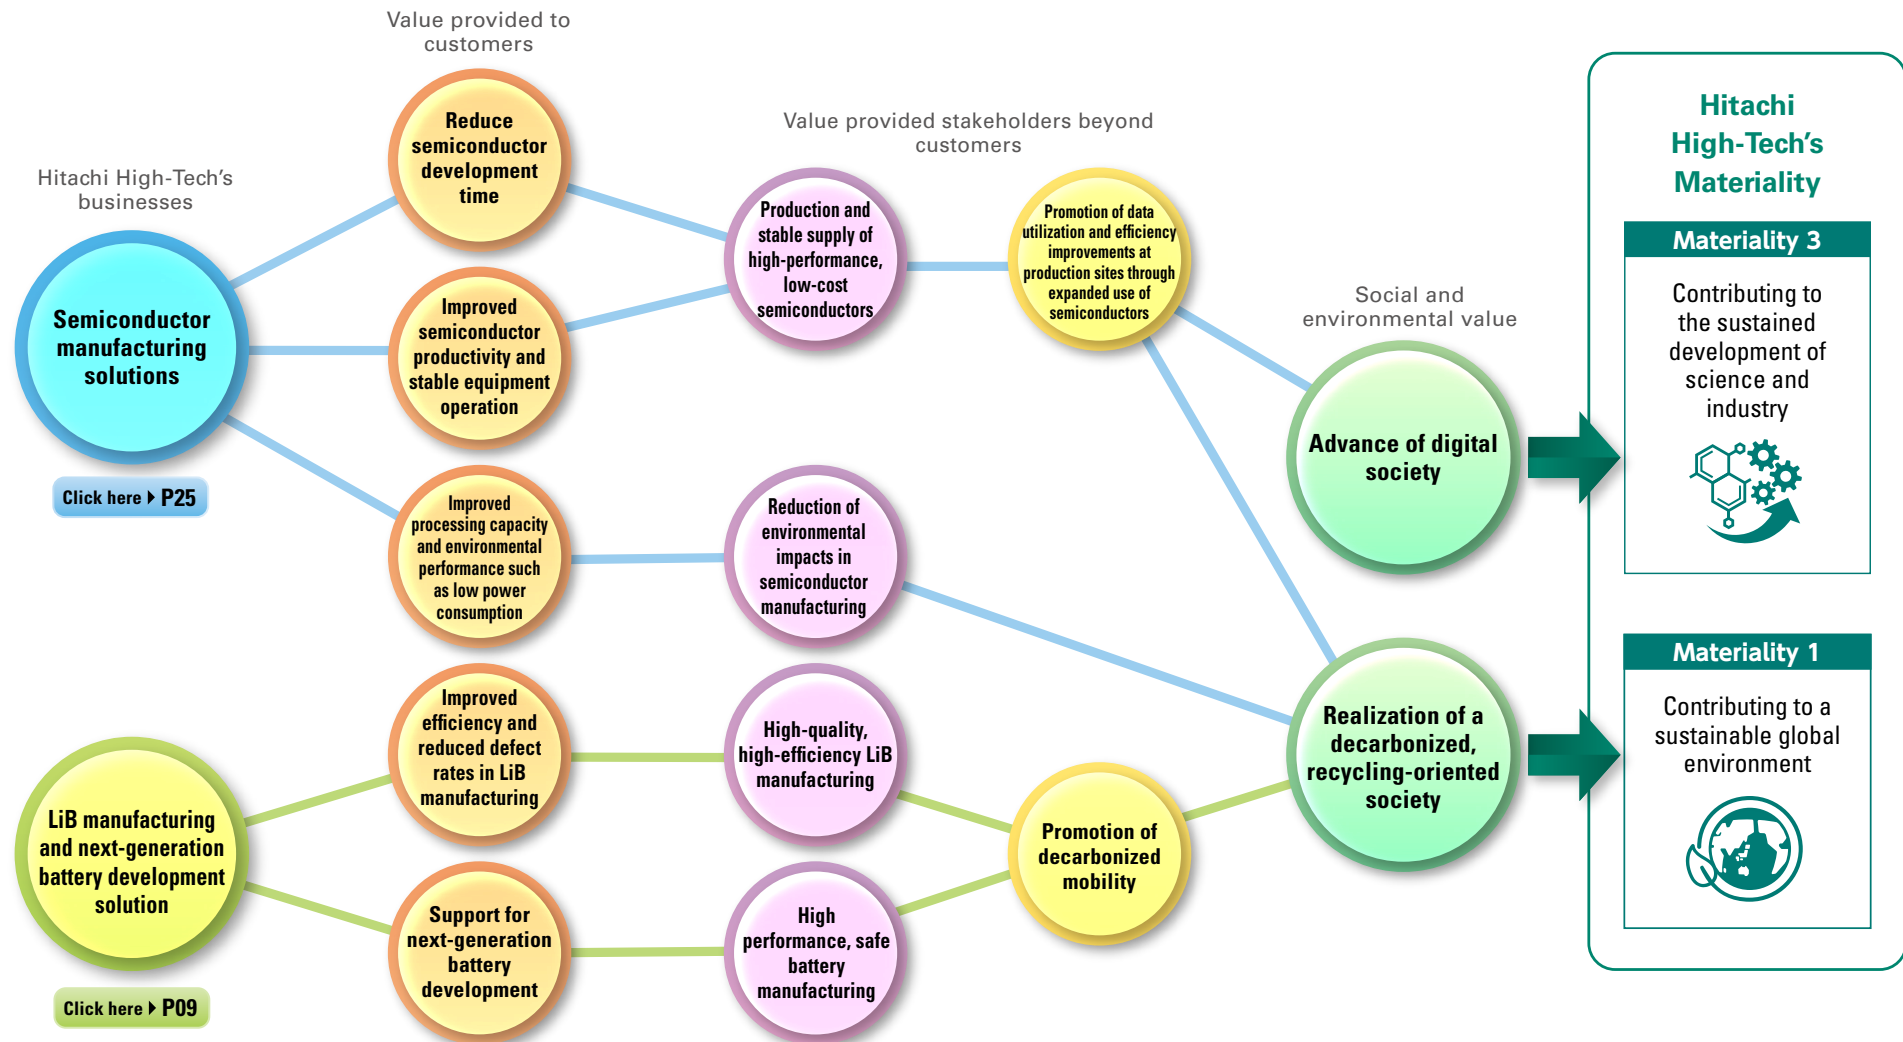 Value provided to
customers
Hitachi High-Tech's
businesses
Value provided stakeholders beyond
customers
Social and
environmental value
Semiconductor
manufacturing
solutions
Click here ▸ P25
Reduce
semiconductor
development
time
Improved
semiconductor
productivity and
stable equipment
operation
Improved
processing capacity
and environmental
performance such
as low power
consumption
Production and
stable supply of
high-performance,
low-cost
semiconductors
Reduction of
environmental
impacts in
semiconductor
manufacturing
Promotion of data
utilization and efficiency
improvements at
production sites through
expanded use of
semiconductors
Advance of digital
society
LiB manufacturing
and next-generation
battery development
solution
Click here ▸ P09
Improved
efficiency and
reduced defect
rates in LiB
manufacturing
Support for
next-generation
battery
development
High-quality,
high-efficiency LiB
manufacturing
High
performance, safe
battery
manufacturing
Promotion of
decarbonized
mobility
Realization of a
decarbonized,
recycling-oriented
society
Hitachi
High-Tech's
Materiality
Materiality 3
Contributing to
the sustained
development of
science and
industry
Materiality 1
Contributing to a
sustainable global
environment